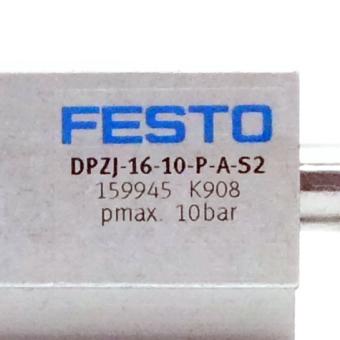 FESTO
DPZJ-16-10-P-A-S2
159945 K908
pmax. 10bar